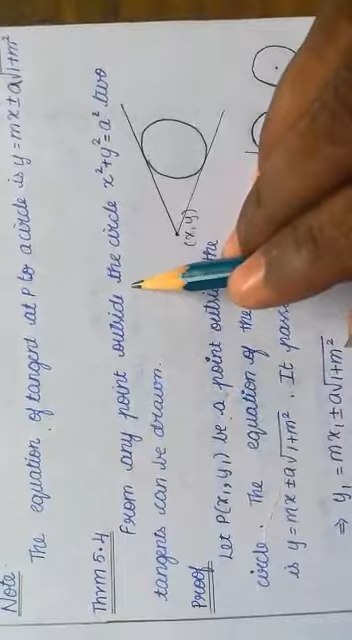 Note:
The equation of tangent at P to a circle is y = mx ± a√1+m²
Thrm 5.4
From any point outside the circle x²+y²=a² two
tangents can be drawn.
(x, y)
Proof
Let P(x₁, y₁) be a point outside the
circle. The equation of the
is y = mx ± a√1+m². It pass
⇒ y₁ = mx₁ ± a√1+m²